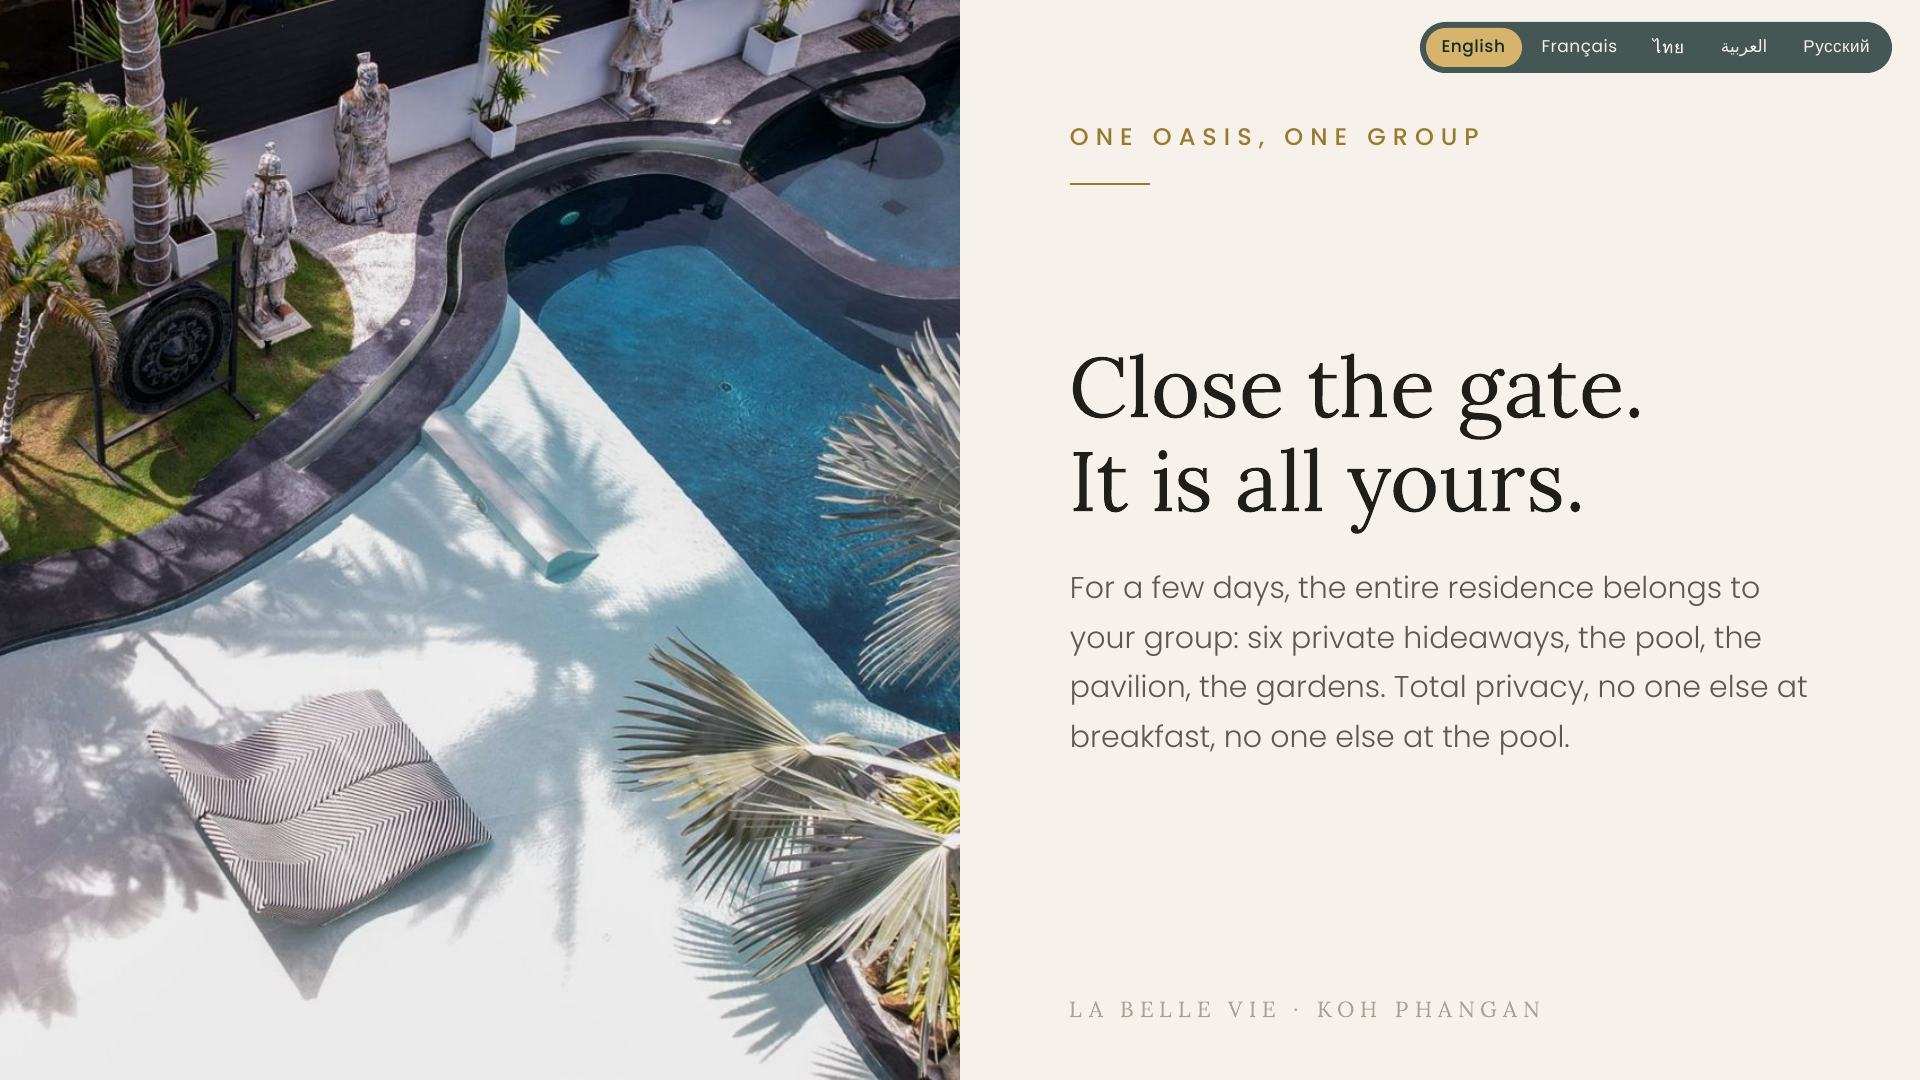 English Français ไทย العربية Русский
ONE OASIS, ONE GROUP
Close the gate.
It is all yours.
For a few days, the entire residence belongs to
your group: six private hideaways, the pool, the
pavilion, the gardens. Total privacy, no one else at
breakfast, no one else at the pool.
LA BELLE VIE · KOH PHANGAN